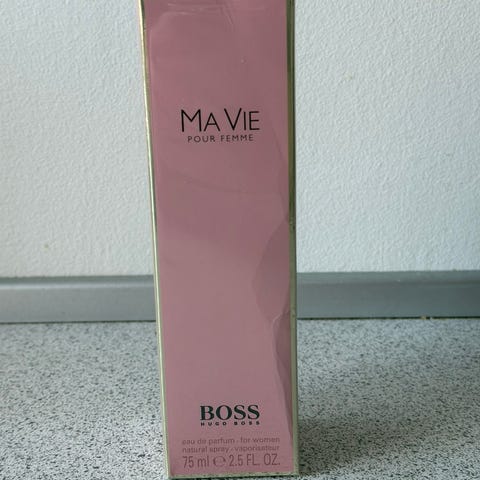 MA VIE
POUR FEMME
BOSS
HUGO BOSS
eau de parfum - for women
natural spray - vaporisateur
75 ml ℮ 2.5 FL. OZ.